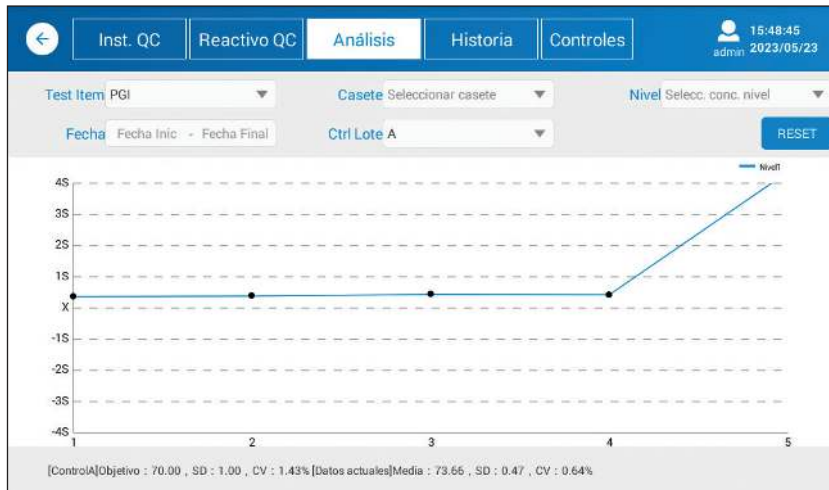 Inst. QC Reactivo QC Análisis Historia Controles
15:48:45
admin 2023/05/23
Test Item PGI Casete Seleccionar casete Nivel Selecc. conc. nivel
Fecha Fecha Inic - Fecha Final Ctrl Lote A RESET
Nivel1
4S
3S
2S
1S
X
-1S
-2S
-3S
-4S
1 2 3 4 5
[ControlA]Objetivo : 70.00 , SD : 1.00 , CV : 1.43% [Datos actuales]Media : 73.66 , SD : 0.47 , CV : 0.64%